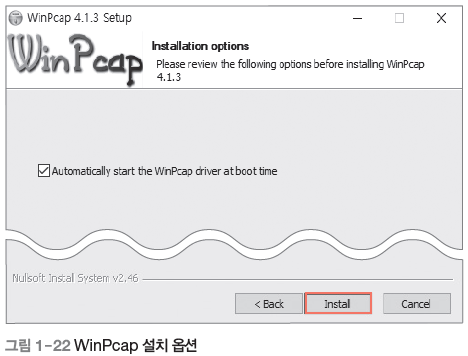 WinPcap 4.1.3 Setup
WinPcap
Installation options
Please review the following options before installing WinPcap
4.1.3
Automatically start the WinPcap driver at boot time
Nullsoft Install System v2.46
< Back
Install
Cancel
그림 1-22 WinPcap 설치 옵션